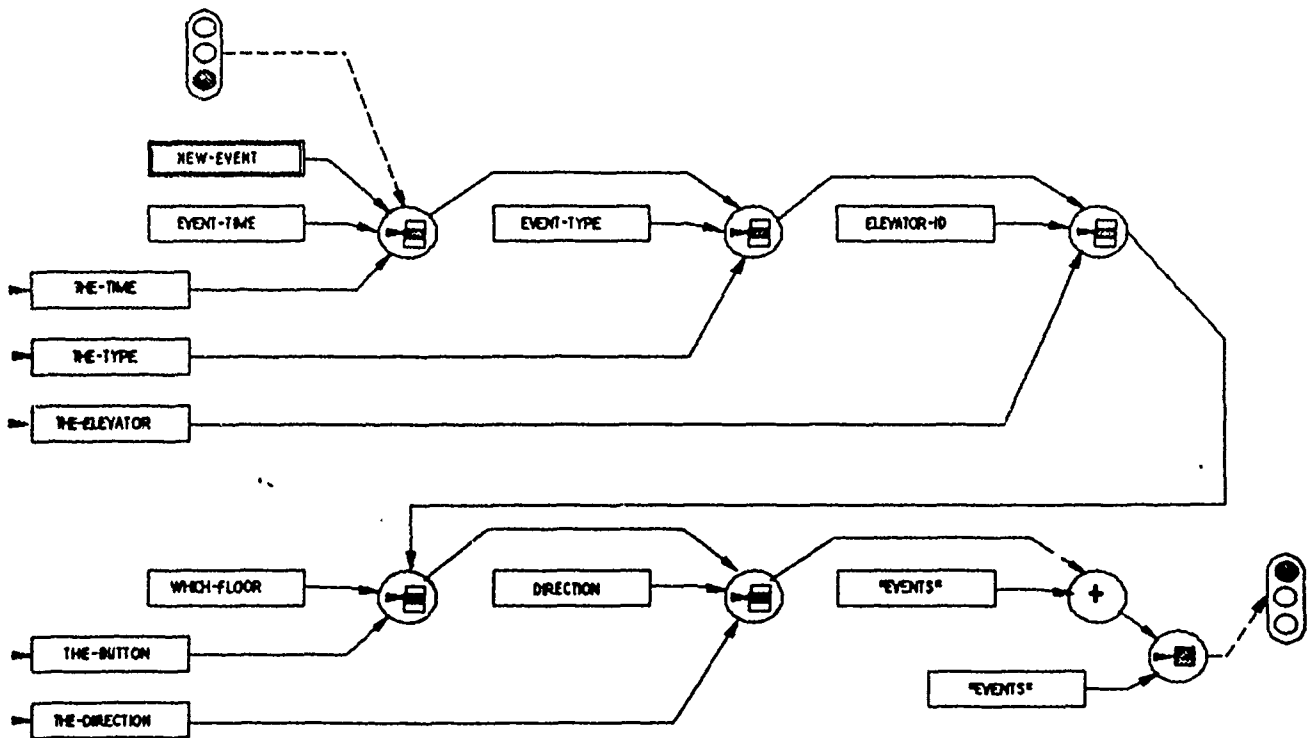 NEW-EVENT
EVENT-TIME
EVENT-TYPE
ELEVATOR-ID
THE-TIME
THE-TYPE
THE-ELEVATOR
WHICH-FLOOR
DIRECTION
*EVENTS*
+
THE-BUTTON
*EVENTS*
THE-DIRECTION